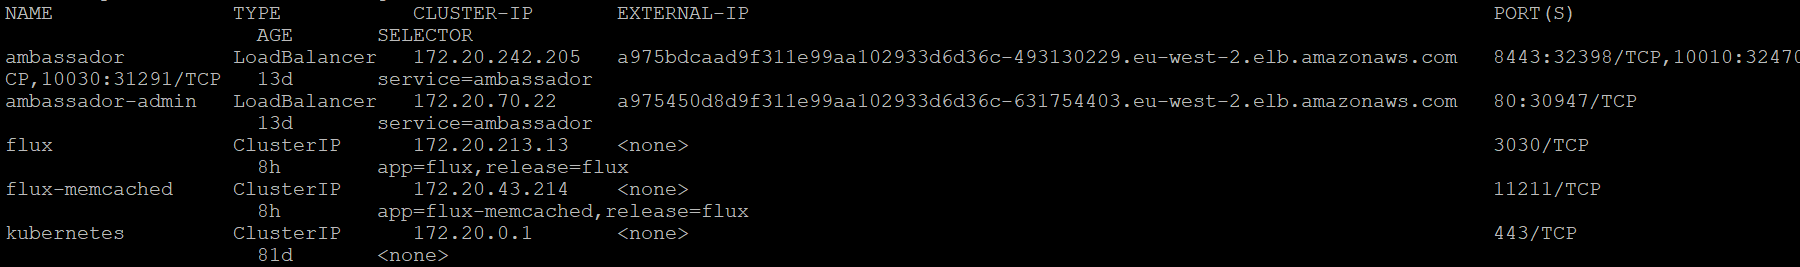 NAME TYPE CLUSTER-IP EXTERNAL-IP PORT(S)
AGE SELECTOR
ambassador LoadBalancer 172.20.242.205 a975bdcaad9f311e99aa102933d6d36c-493130229.eu-west-2.elb.amazonaws.com 8443:32398/TCP,10010:32470
CP,10030:31291/TCP 13d service=ambassador
ambassador-admin LoadBalancer 172.20.70.22 a975450d8d9f311e99aa102933d6d36c-631754403.eu-west-2.elb.amazonaws.com 80:30947/TCP
13d service=ambassador
flux ClusterIP 172.20.213.13 <none> 3030/TCP
8h app=flux,release=flux
flux-memcached ClusterIP 172.20.43.214 <none> 11211/TCP
8h app=flux-memcached,release=flux
kubernetes ClusterIP 172.20.0.1 <none> 443/TCP
81d <none>